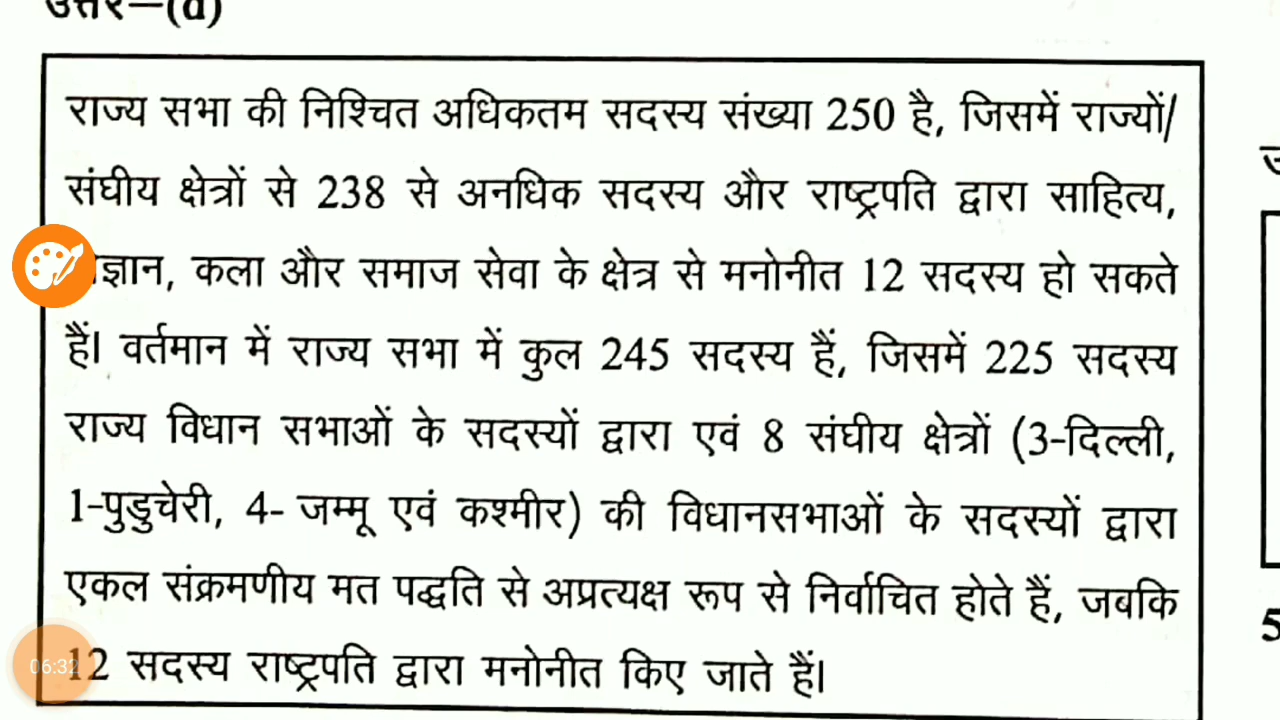 उत्तर–(d)
राज्य सभा की निश्चित अधिकतम सदस्य संख्या 250 है, जिसमें राज्यों/
संघीय क्षेत्रों से 238 से अनधिक सदस्य और राष्ट्रपति द्वारा साहित्य,
कला और समाज सेवा के क्षेत्र से मनोनीत 12 सदस्य हो सकते
हैं। वर्तमान में राज्य सभा में कुल 245 सदस्य हैं, जिसमें 225 सदस्य
राज्य विधान सभाओं के सदस्यों द्वारा एवं 8 संघीय क्षेत्रों (3-दिल्ली,
1-पुडुचेरी, 4- जम्मू एवं कश्मीर) की विधानसभाओं के सदस्यों द्वारा
एकल संक्रमणीय मत पद्धति से अप्रत्यक्ष रूप से निर्वाचित होते हैं, जबकि
12 सदस्य राष्ट्रपति द्वारा मनोनीत किए जाते हैं।
06:32
5